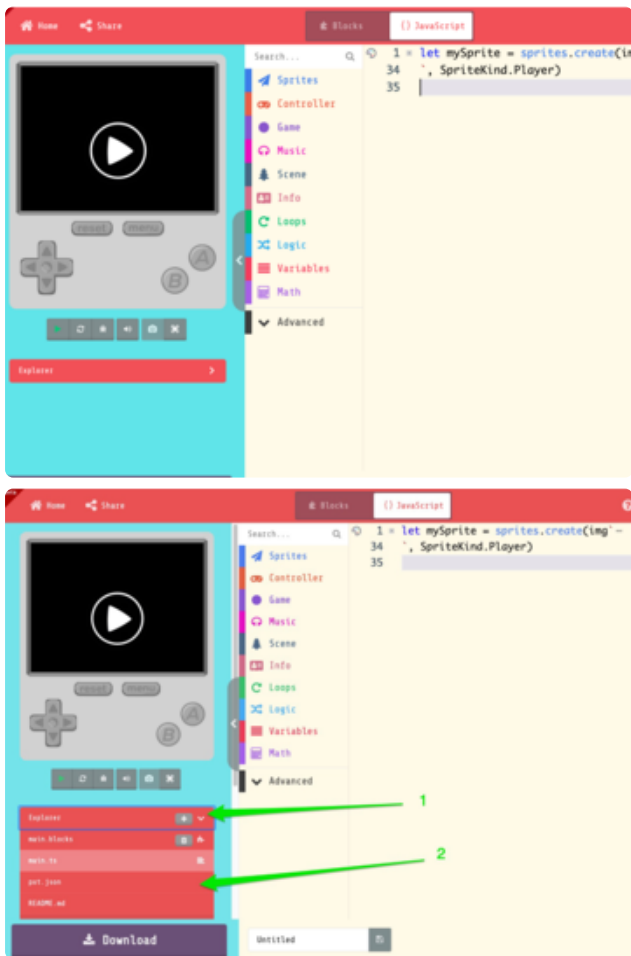 Home Share Blocks {} JavaScript
Search...
1 let mySprite = sprites.create(im
34 `, SpriteKind.Player)
35
Sprites
Controller
Game
Music
Scene
Info
Loops
Logic
Variables
Math
Advanced
reset menu
A
B
Explorer
Home Share Blocks {} JavaScript
Search...
1 let mySprite = sprites.create(img`
34 `, SpriteKind.Player)
35
Sprites
Controller
Game
Music
Scene
Info
Loops
Logic
Variables
Math
Advanced
reset menu
A
B
Explorer
main.blocks
main.ts
pxt.json
README.md
1
2
Download
Untitled